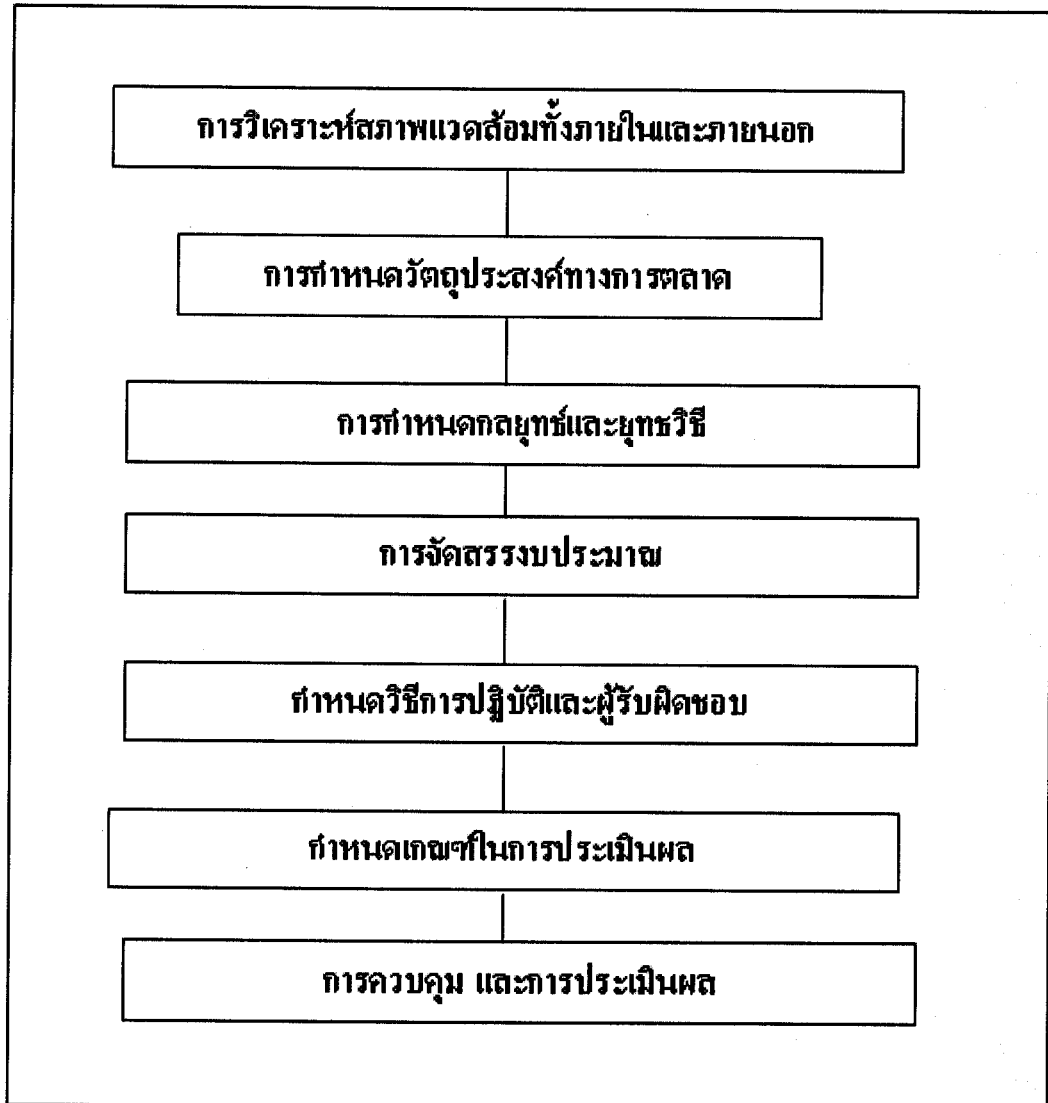 การวิเคราะห์สภาพแวดล้อมทั้งภายในและภายนอก
การกำหนดวัตถุประสงค์ทางการตลาด
การกำหนดกลยุทธ์และยุทธวิธี
การจัดสรรงบประมาณ
กำหนดวิธีการปฏิบัติและผู้รับผิดชอบ
กำหนดเกณฑ์ในการประเมินผล
การควบคุม และการประเมินผล